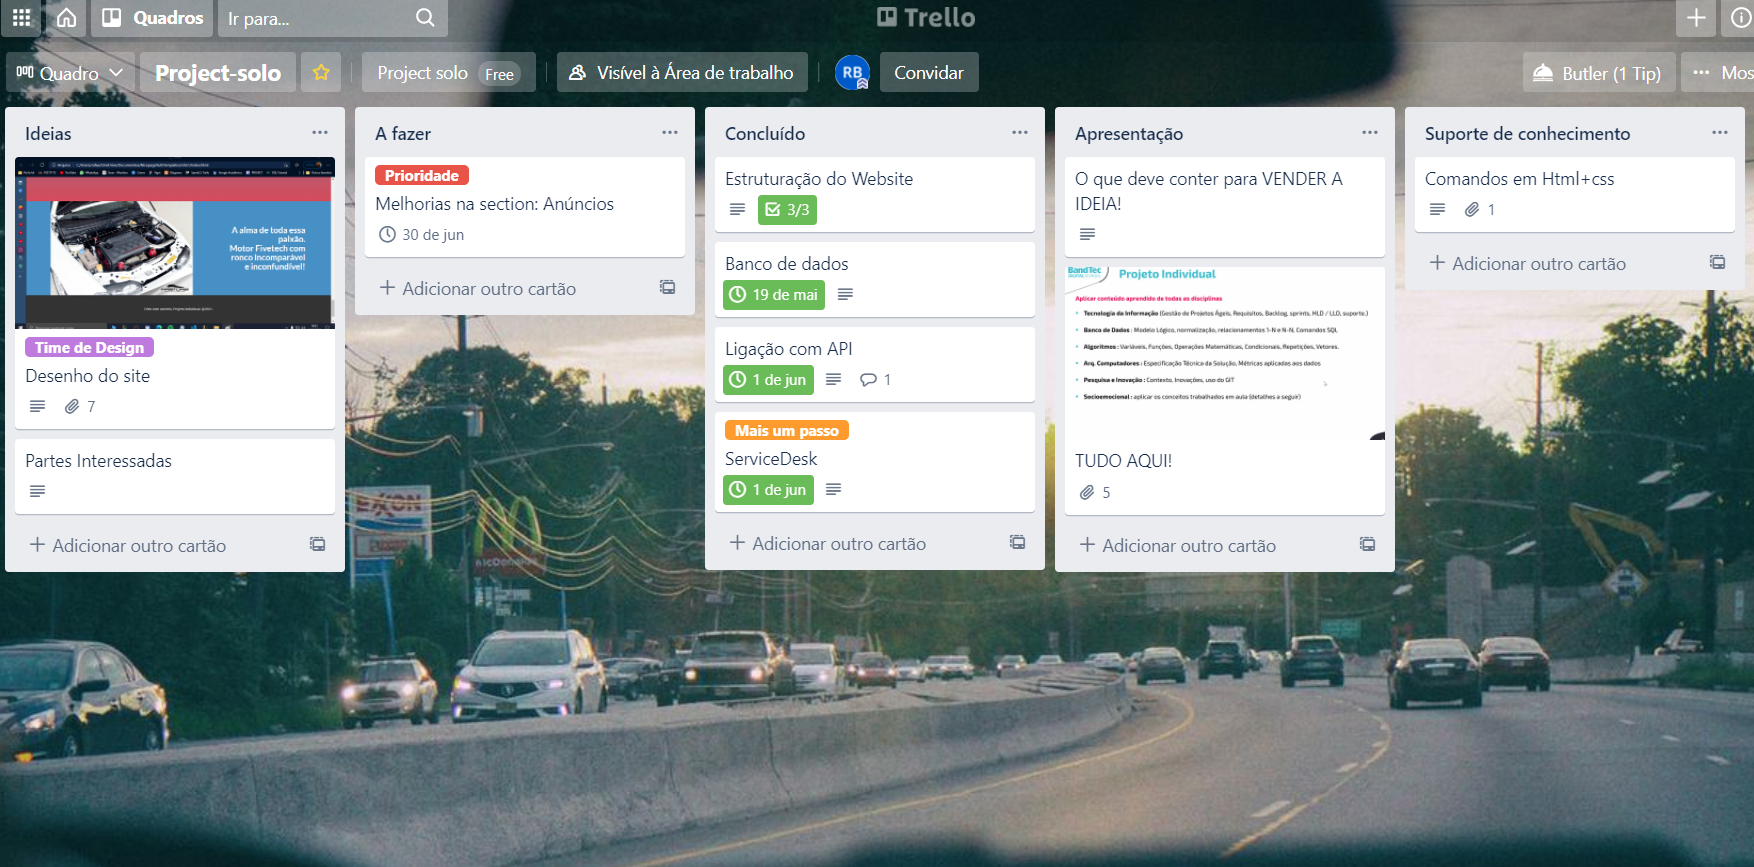 Quadros
Ir para...
Trello
Quadro
Project-solo
Project solo Free
Visível à Área de trabalho
RB
Convidar
Butler (1 Tip)
Mos
Ideias
A alma de toda essa
paixão.
Motor Fivetech com
ronco incomparável
e inconfundível!
Time de Design
Desenho do site
7
Partes Interessadas
Adicionar outro cartão
A fazer
Prioridade
Melhorias na section: Anúncios
30 de jun
Adicionar outro cartão
Concluído
Estruturação do Website
3/3
Banco de dados
19 de mai
Ligação com API
1 de jun
1
Mais um passo
ServiceDesk
1 de jun
Adicionar outro cartão
Apresentação
O que deve conter para VENDER A
IDEIA!
BandTec
DIGITAL
Projeto Individual
Aplicar conteúdo aprendido de todas as disciplinas
Tecnologia da Informação (Gestão de Projetos Ágeis, Requisitos, Backlog, sprints, HLD / LLD, suporte.)
Banco de Dados : Modelo Lógico, normalização, relacionamentos 1-N e N-N, Comandos SQL
Algoritmos : Variáveis, Funções, Operações Matemáticas, Condicionais, Repetições, Vetores.
Arq. Computadores : Especificação Técnica da Solução, Métricas aplicadas aos dados
Pesquisa e Inovação : Contexto, Inovações, uso do GIT
Socioemocional : aplicar os conceitos trabalhados em aula (detalhes a seguir)
TUDO AQUI!
5
Adicionar outro cartão
Suporte de conhecimento
Comandos em Html+css
1
Adicionar outro cartão
EXXON
McDonald's